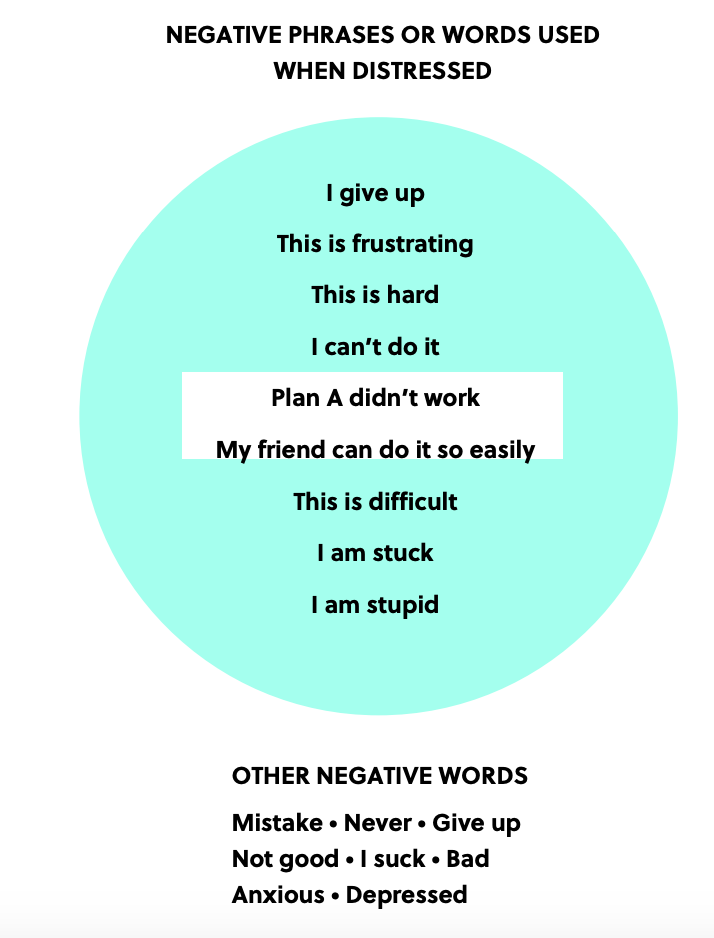 NEGATIVE PHRASES OR WORDS USED
WHEN DISTRESSED
I give up
This is frustrating
This is hard
I can’t do it
Plan A didn’t work
My friend can do it so easily
This is difficult
I am stuck
I am stupid
OTHER NEGATIVE WORDS
Mistake • Never • Give up
Not good • I suck • Bad
Anxious • Depressed